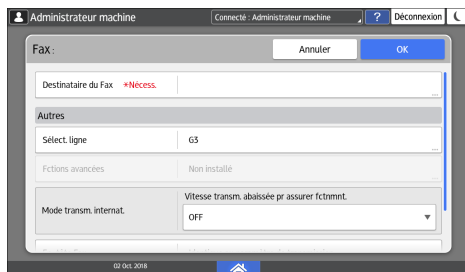 Administrateur machine
Connecté : Administrateur machine
?
Déconnexion
Fax :
Annuler
OK
Destinataire du Fax *Nécess.
...
Autres
Sélect. ligne G3
...
Fctions avancées Non installé
...
Vitesse transm. abaissée pr assurer fctnmnt.
Mode transm. internat.
OFF
02 Oct. 2018